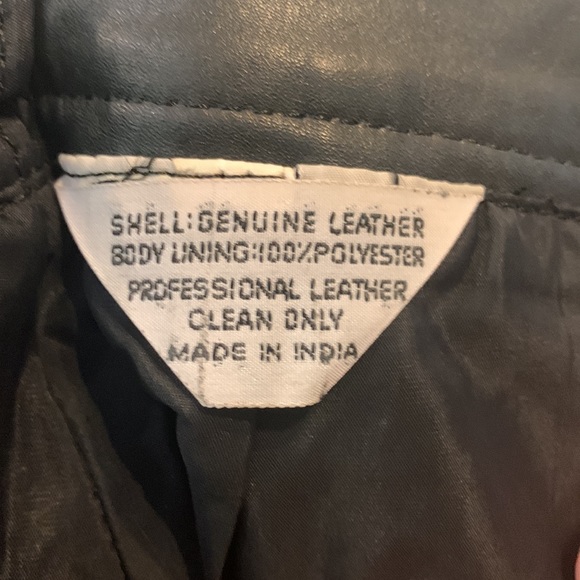 SHELL:GENUINE LEATHER
BODY LINING:100% POLYESTER
PROFESSIONAL LEATHER
CLEAN ONLY
MADE IN INDIA